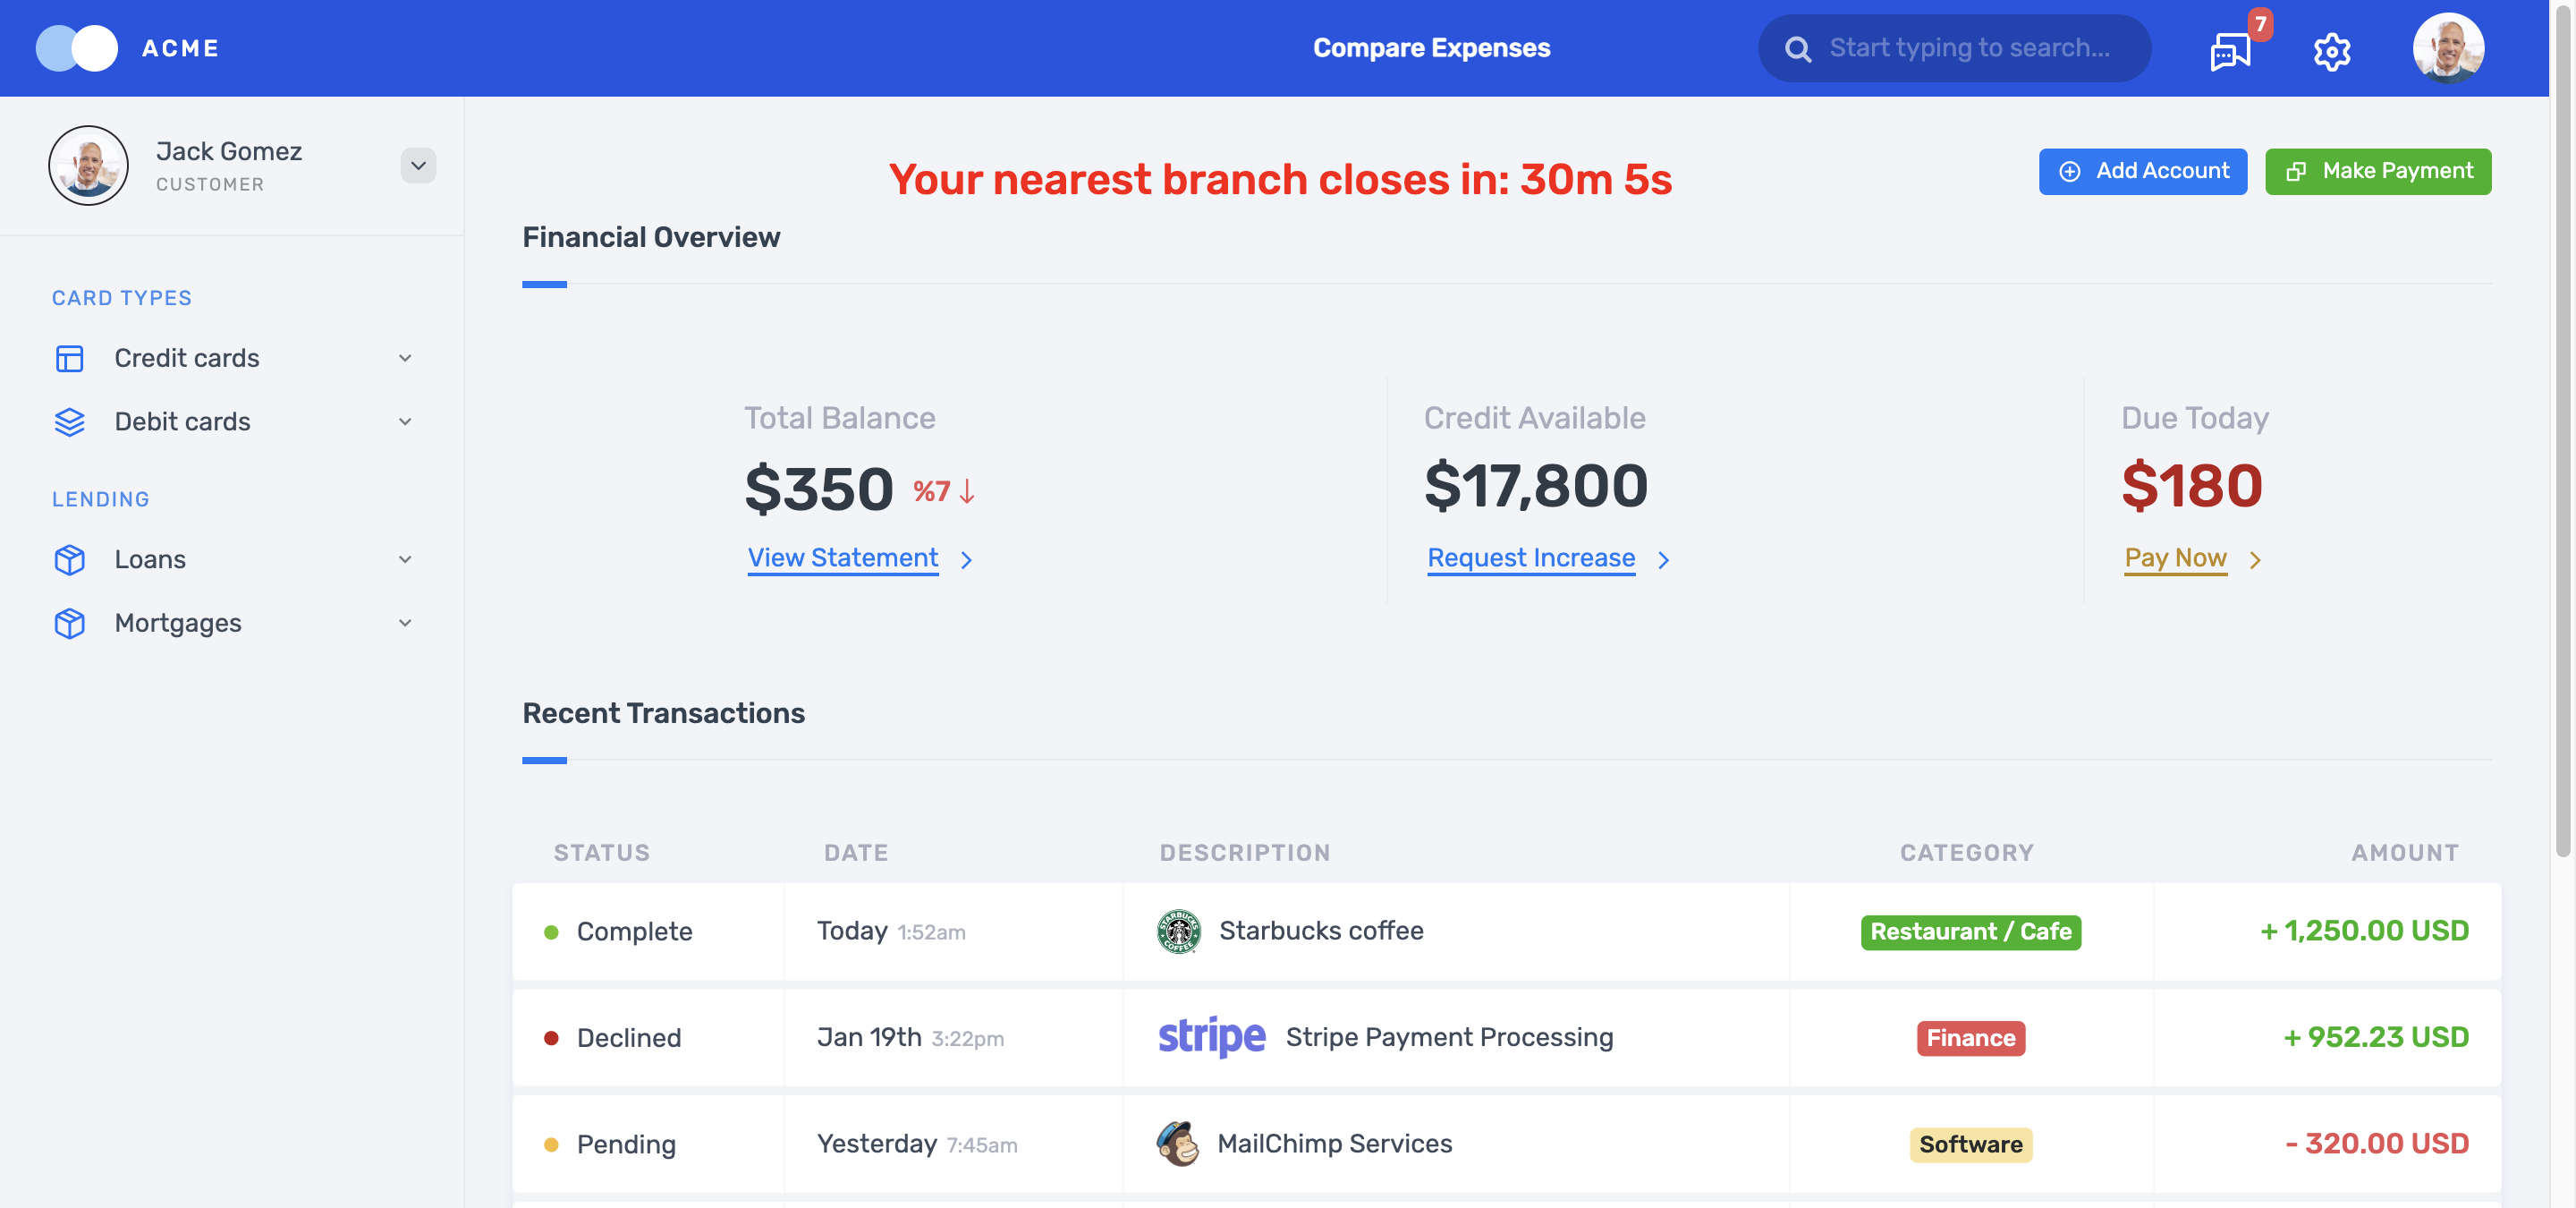 ACME
Compare Expenses
Start typing to search...
7
Jack Gomez
CUSTOMER
Your nearest branch closes in: 30m 5s
Add Account
Make Payment
Financial Overview
CARD TYPES
Credit cards
Debit cards
LENDING
Loans
Mortgages
Total Balance
$350 %7
View Statement
Credit Available
$17,800
Request Increase
Due Today
$180
Pay Now
Recent Transactions
STATUS DATE DESCRIPTION CATEGORY AMOUNT
Complete Today 1:52am STARBUCKS COFFEE Starbucks coffee Restaurant / Cafe + 1,250.00 USD
Declined Jan 19th 3:22pm stripe Stripe Payment Processing Finance + 952.23 USD
Pending Yesterday 7:45am MailChimp Services Software - 320.00 USD